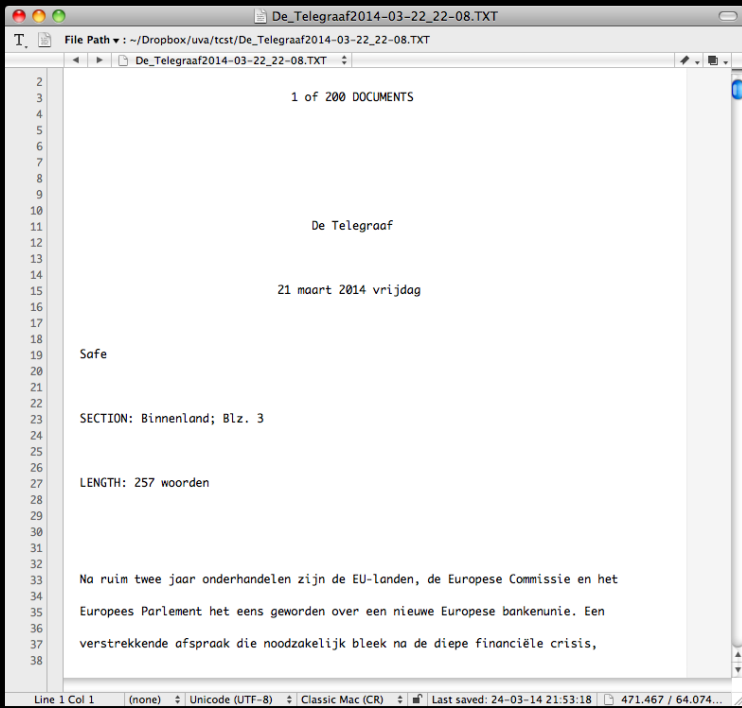 De_Telegraaf2014-03-22_22-08.TXT
File Path ▾ : ~/Dropbox/uva/tcst/De_Telegraaf2014-03-22_22-08.TXT
De_Telegraaf2014-03-22_22-08.TXT
2
3 1 of 200 DOCUMENTS
4
5
6
7
8
9
10
11 De Telegraaf
12
13
14
15 21 maart 2014 vrijdag
16
17
18
19 Safe
20
21
22
23 SECTION: Binnenland; Blz. 3
24
25
26
27 LENGTH: 257 woorden
28
29
30
31
32
33 Na ruim twee jaar onderhandelen zijn de EU-landen, de Europese Commissie en het
34
35 Europees Parlement het eens geworden over een nieuwe Europese bankenunie. Een
36
37 verstrekkende afspraak die noodzakelijk bleek na de diepe financiële crisis,
38
Line 1 Col 1 (none) Unicode (UTF-8) Classic Mac (CR) Last saved: 24-03-14 21:53:18 471.467 / 64.074...